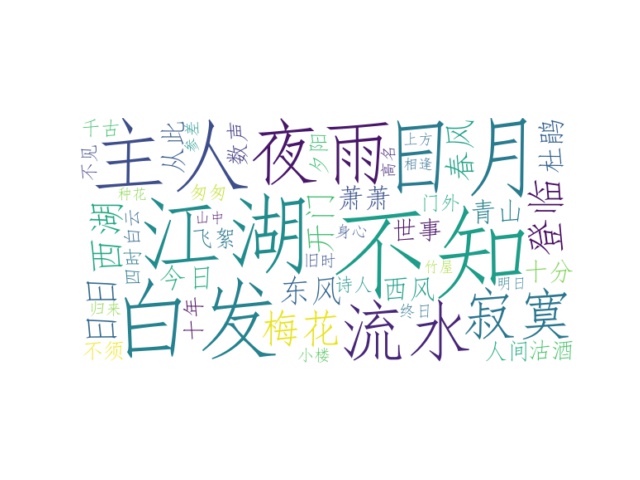 千古
不见
主人
从此
参差
数声
夜雨
夕阳
高名
日月
上方
相逢
春风
杜鹃
种花
匆匆
西湖
四时
白云
山中
江湖
飞絮
开门
萧萧
身心
旧时
不知
世事
门外
青山
竹屋
登临
今日
日日
归来
不须
白发
十年
东风
诗人
梅花
小楼
西风
终日
流水
明日
十分
寂寞
人间
沽酒